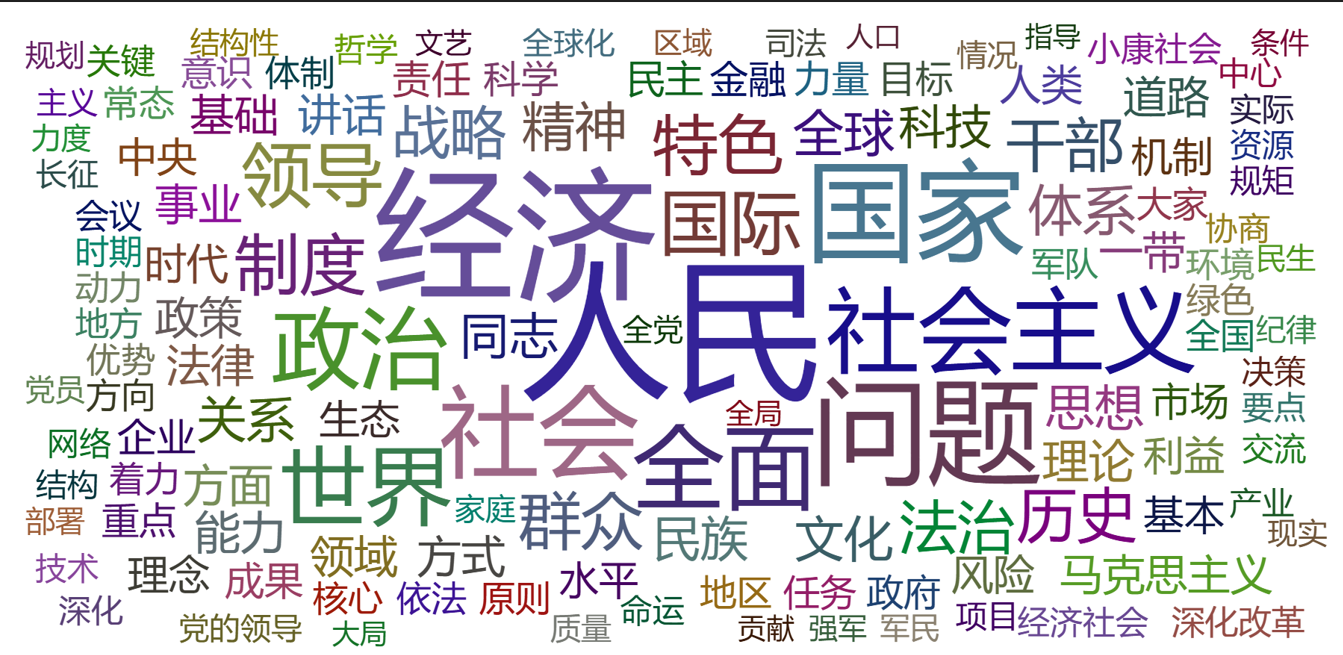 规划
关键
结构性
哲学
文艺
全球化
区域
司法
人口
情况
指导
小康社会
条件
意识
体制
责任
科学
民主
金融
力量
目标
人类
中心
主义
常态
基础
讲话
战略
精神
特色
全球
科技
干部
道路
实际
力度
中央
领导
机制
资源
长征
事业
经济
国际
国家
体系
大家
规矩
会议
协商
时期
时代
制度
军队
一带
环境
民生
动力
绿色
地方
政策
政治
同志
全党
人民
社会主义
全国
纪律
优势
法律
决策
党员
方向
关系
生态
社会
全局
问题
思想
市场
要点
网络
企业
世界
全面
理论
利益
交流
结构
着力
方面
家庭
群众
历史
基本
产业
部署
重点
能力
民族
文化
法治
现实
技术
理念
成果
领域
方式
水平
风险
马克思主义
深化
核心
依法
原则
命运
地区
任务
政府
项目
经济社会
深化改革
党的领导
大局
质量
贡献
强军
军民